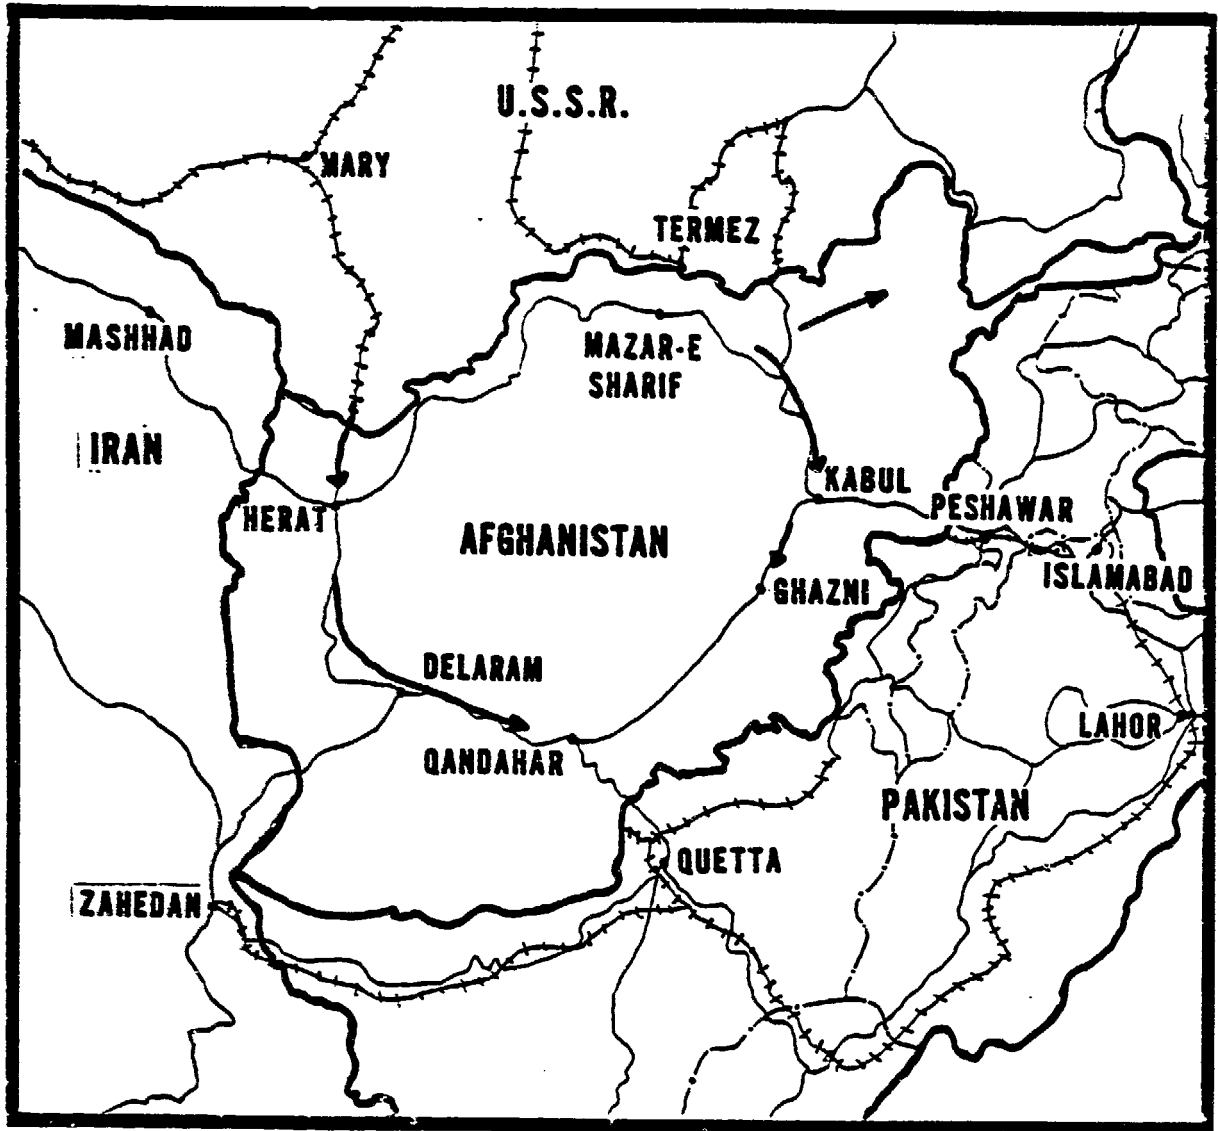 U.S.S.R.
MARY
TERMEZ
MASHHAD
MAZAR-E
SHARIF
IRAN
KABUL
HERAT
PESHAWAR
AFGHANISTAN
ISLAMABAD
GHAZNI
DELARAM
LAHOR
QANDAHAR
PAKISTAN
QUETTA
ZAHEDAN